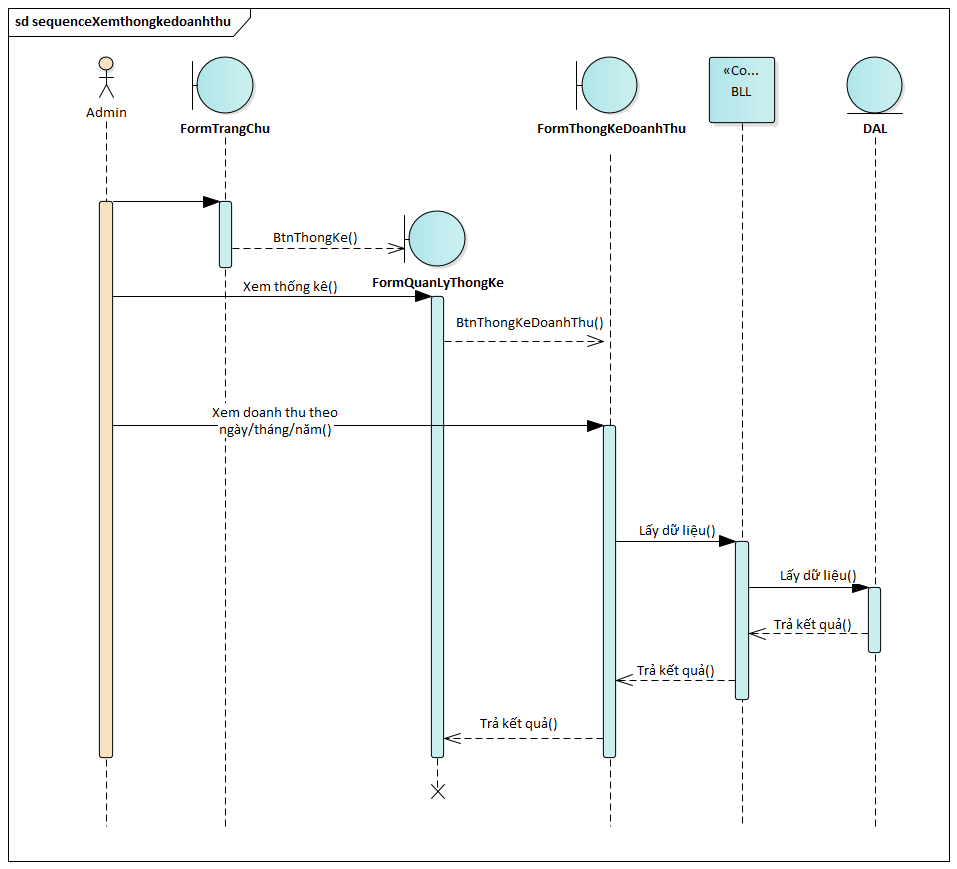 sd sequenceXemthongkedoanhthu
Admin
FormTrangChu
FormThongKeDoanhThu
«Co...
BLL
DAL
BtnThongKe()
FormQuanLyThongKe
Xem thống kê()
BtnThongKeDoanhThu()
Xem doanh thu theo
ngày/tháng/năm()
Lấy dữ liệu()
Lấy dữ liệu()
Trả kết quả()
Trả kết quả()
Trả kết quả()